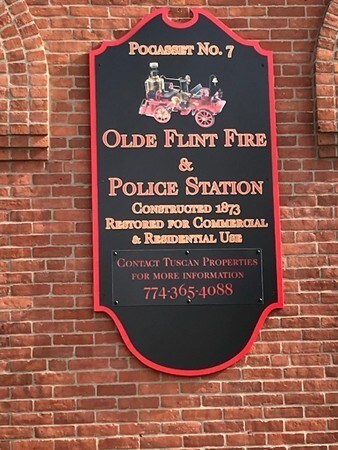 Pocasset No. 7
Olde Flint Fire
&
Police Station
Constructed 1873
Restored for Commercial
& Residential Use
Contact Tuscan Properties
for more information
774-365-4088